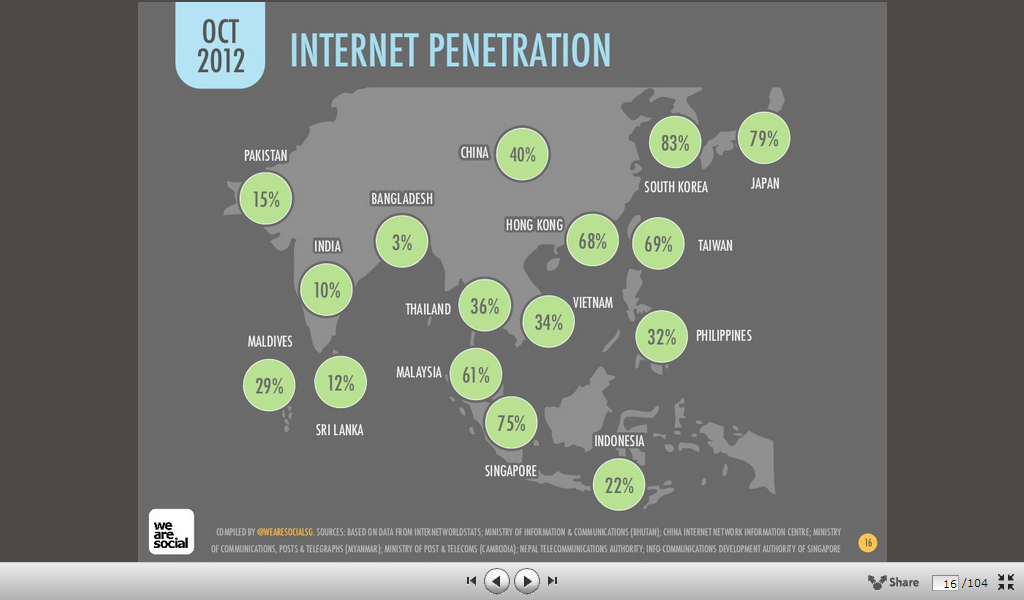 OCT
2012
INTERNET PENETRATION
PAKISTAN
15%
CHINA
40%
83%
SOUTH KOREA
79%
JAPAN
BANGLADESH
3%
INDIA
10%
HONG KONG
68%
69%
TAIWAN
THAILAND
36%
VIETNAM
34%
32%
PHILIPPINES
MALDIVES
29%
12%
SRI LANKA
MALAYSIA
61%
75%
SINGAPORE
INDONESIA
22%
we
are
social
COMPILED BY @WEARESOCIALSG. SOURCES: BASED ON DATA FROM INTERNETWORLDSTATS; MINISTRY OF INFORMATION & COMMUNICATIONS (BHUTAN); CHINA INTERNET NETWORK INFORMATION CENTRE; MINISTRY
OF COMMUNICATIONS, POSTS & TELEGRAPHS (MYANMAR); MINISTRY OF POST & TELECOMS (CAMBODIA); NEPAL TELECOMMUNICATIONS AUTHORITY; INFO-COMMUNICATIONS DEVELOPMENT AUTHORITY OF SINGAPORE
16
Share
16 /104